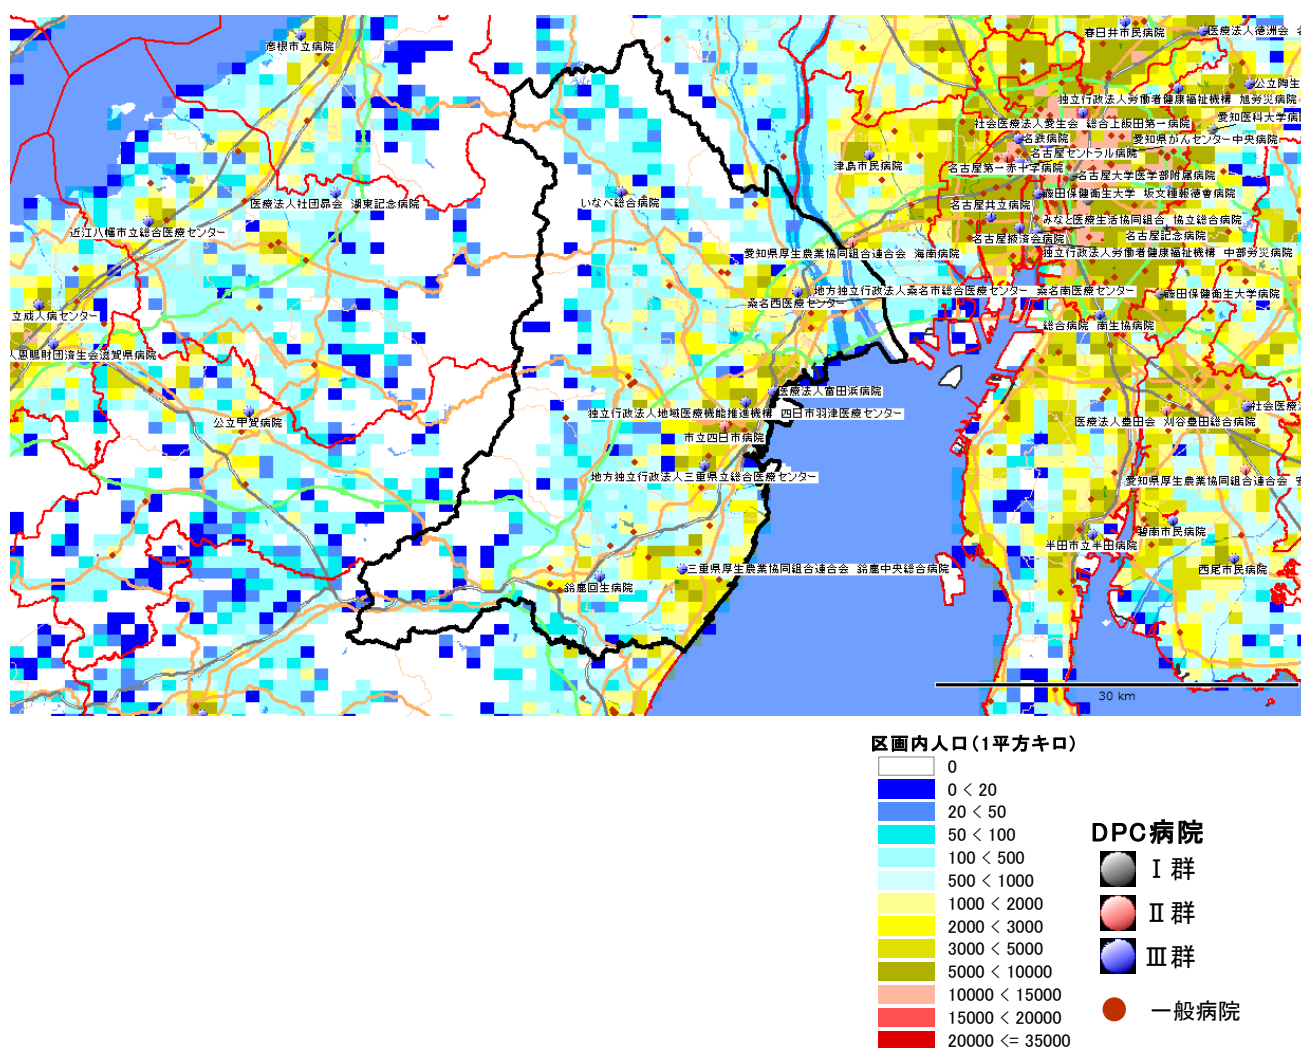 彦根市立病院
春日井市民病院
医療法人徳洲会 名
公立陶生
独立行政法人労働者健康福祉機構 旭労災病院
愛知医科大学病院
社会医療法人愛生会 総合上飯田第一病院
名鉄病院
愛知県がんセンター中央病院
名古屋セントラル病院
津島市民病院
名古屋第一赤十字病院
名古屋大学医学部附属病院
医療法人社団昴会 湖東記念病院
いなべ総合病院
藤田保健衛生大学 坂文種報徳會病院
名古屋共立病院
みなと医療生活協同組合 協立総合病院
近江八幡市立総合医療センター
名古屋掖済会病院
名古屋記念病院
愛知県厚生農業協同組合連合会 海南病院
独立行政法人労働者健康福祉機構 中部労災病院
地方独立行政法人桑名市総合医療センター 桑名南医療センター
藤田保健衛生大学病院
桑名西医療センター
立成人病センター
総合病院 南生協病院
人恩賜財団済生会滋賀県病院
医療法人富田浜病院
社会医療法
独立行政法人地域医療機能推進機構 四日市羽津医療センター
公立甲賀病院
医療法人豊田会 刈谷豊田総合病院
市立四日市病院
地方独立行政法人三重県立総合医療センター
愛知県厚生農業協同組合連合会 安
碧南市民病院
半田市立半田病院
西尾市民病院
三重県厚生農業協同組合連合会 鈴鹿中央総合病院
鈴鹿回生病院
30 km
区画内人口(1平方キロ)
0
0 < 20
20 < 50
50 < 100
100 < 500
500 < 1000
1000 < 2000
2000 < 3000
3000 < 5000
5000 < 10000
10000 < 15000
15000 < 20000
20000 <= 35000
DPC病院
Ⅰ群
Ⅱ群
Ⅲ群
一般病院